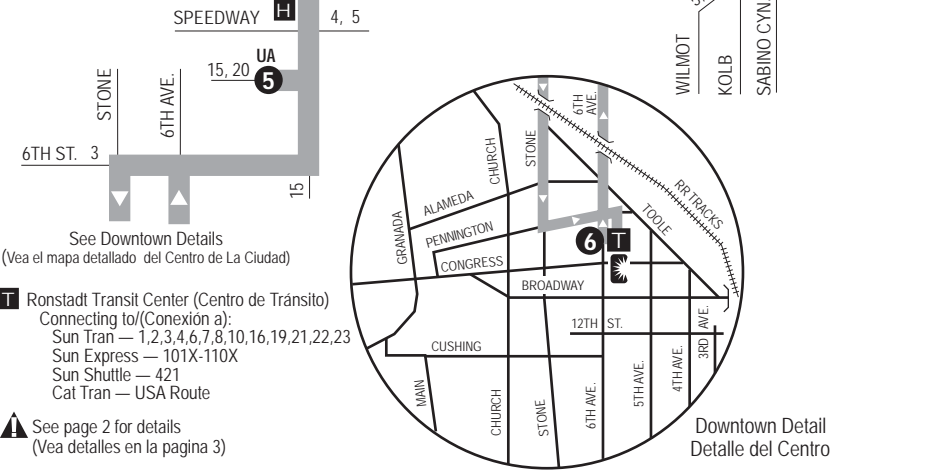 SPEEDWAY
H
4, 5
UA
15, 20
5
STONE
6TH AVE.
6TH ST. 3
15
See Downtown Details
(Vea el mapa detallado del Centro de La Ciudad)
T Ronstadt Transit Center (Centro de Tránsito)
Connecting to/(Conexión a):
Sun Tran — 1,2,3,4,6,7,8,10,16,19,21,22,23
Sun Express — 101X-110X
Sun Shuttle — 421
Cat Tran — USA Route
! See page 2 for details
(Vea detalles en la pagina 3)
WILMOT
KOLB
SABINO CYN.
6TH
AVE.
STONE
CHURCH
GRANADA
ALAMEDA
PENNINGTON
CONGRESS
RR TRACKS
TOOLE
6 T
BROADWAY
12TH ST.
CUSHING
MAIN
CHURCH
STONE
6TH AVE.
5TH AVE.
4TH AVE.
3RD AVE.
Downtown Detail
Detalle del Centro